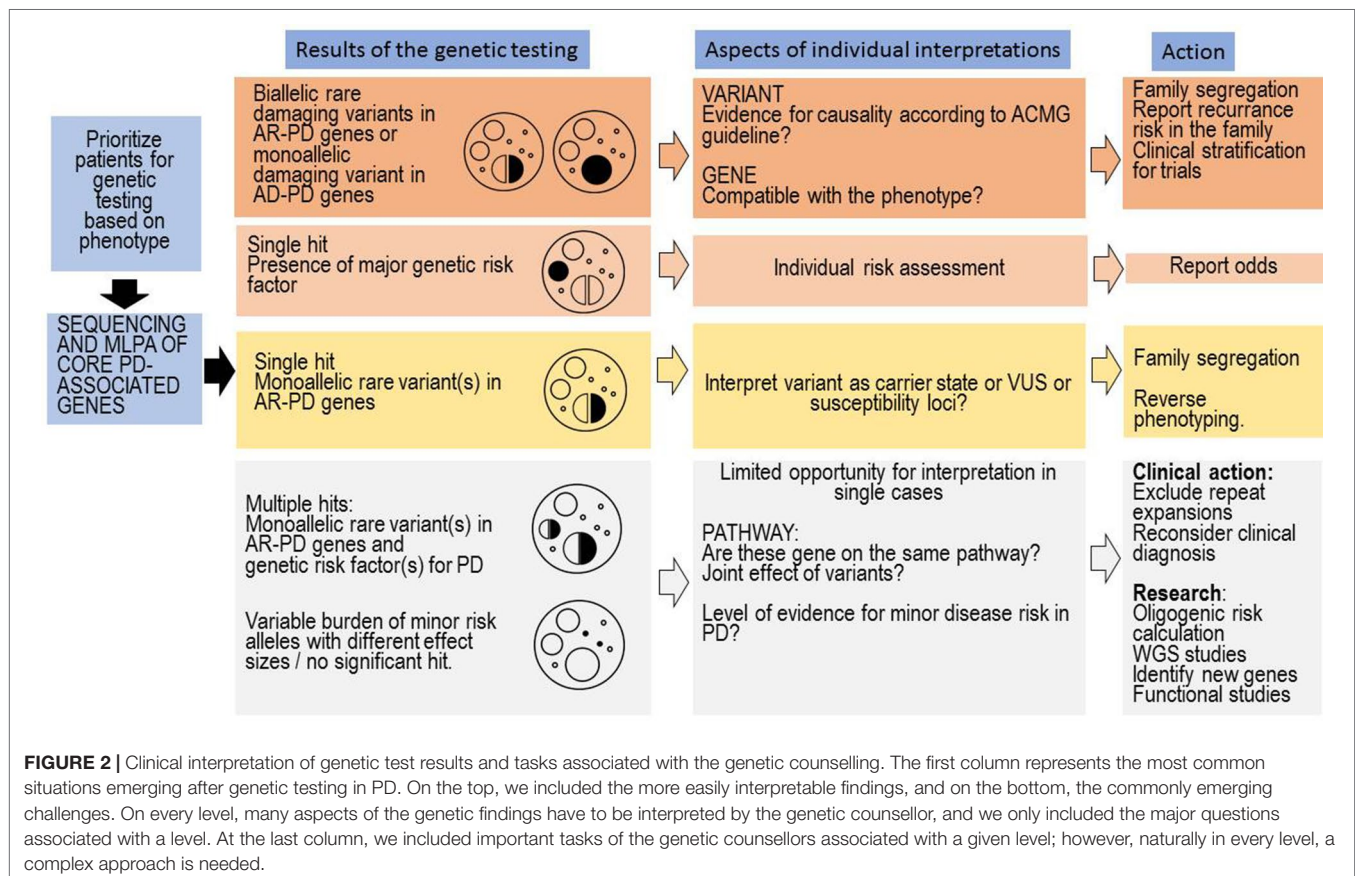 Results of the genetic testing
Aspects of individual interpretations
Action
Prioritize
patients for
genetic
testing
based on
phenotype
SEQUENCING
AND MLPA OF
CORE PD-
ASSOCIATED
GENES
Biallelic rare
damaging variants in
AR-PD genes or
monoallelic
damaging variant in
AD-PD genes
VARIANT
Evidence for causality according to ACMG
guideline?
GENE
Compatible with the phenotype?
Family segregation
Report recurrance
risk in the family
Clinical stratification
for trials
Single hit
Presence of major genetic risk
factor
Individual risk assessment
Report odds
Single hit
Monoallelic rare variant(s) in
AR-PD genes
Interpret variant as carrier state or VUS or
susceptibility loci?
Family segregation
Reverse
phenotyping.
Multiple hits:
Monoallelic rare variant(s) in
AR-PD genes and
genetic risk factor(s) for PD
Variable burden of minor risk
alleles with different effect
sizes / no significant hit.
Limited opportunity for interpretation in
single cases
PATHWAY:
Are these gene on the same pathway?
Joint effect of variants?
Level of evidence for minor disease risk in
PD?
Clinical action:
Exclude repeat
expansions
Reconsider clinical
diagnosis
Research:
Oligogenic risk
calculation
WGS studies
Identify new genes
Functional studies
FIGURE 2 | Clinical interpretation of genetic test results and tasks associated with the genetic counselling. The first column represents the most common
situations emerging after genetic testing in PD. On the top, we included the more easily interpretable findings, and on the bottom, the commonly emerging
challenges. On every level, many aspects of the genetic findings have to be interpreted by the genetic counsellor, and we only included the major questions
associated with a level. At the last column, we included important tasks of the genetic counsellors associated with a given level; however, naturally in every level, a
complex approach is needed.